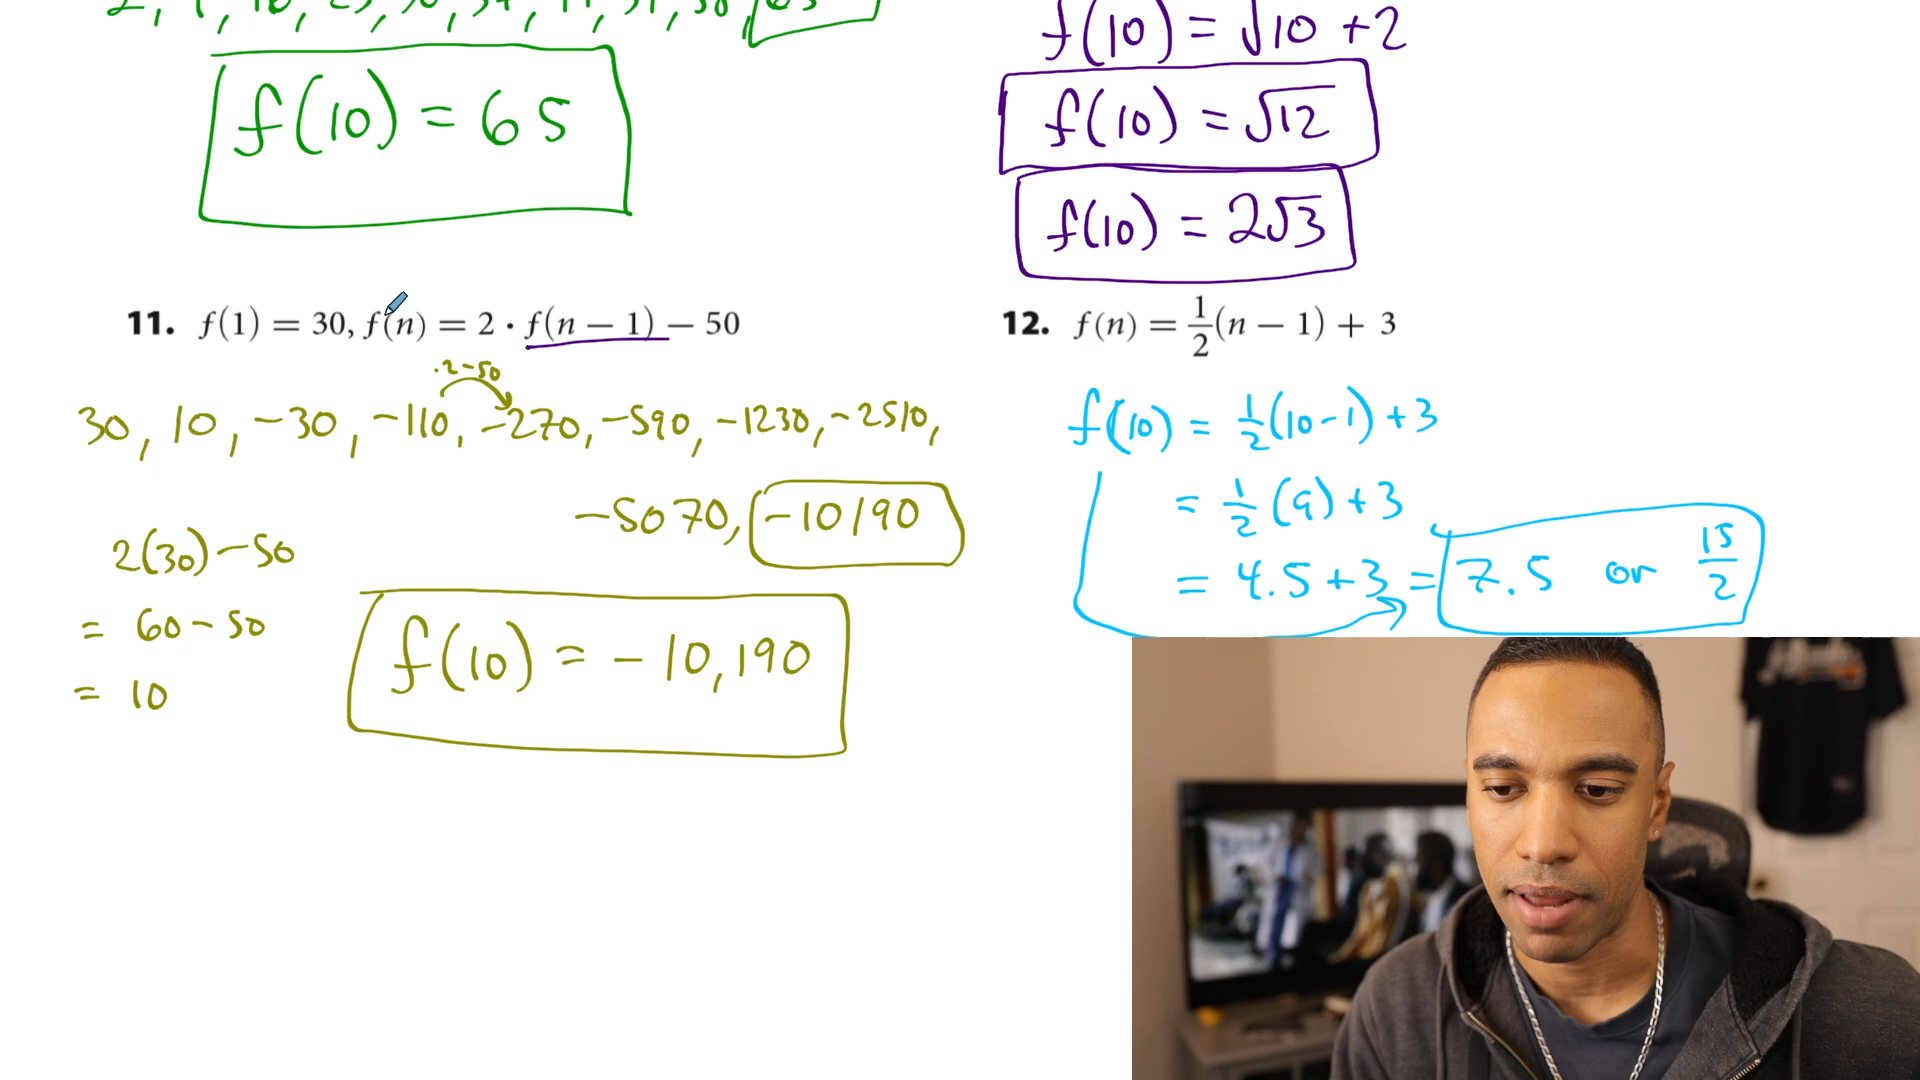 f(10) = 65
f(10) = √10 + 2
f(10) = √12
f(10) = 2√3
11. f(1) = 30, f(n) = 2 · f(n − 1) − 50
·2-50
30, 10, -30, -110, -270, -590, -1230, -2510,
-5070, -10190
2(30) - 50
= 60 - 50
= 10
f(10) = - 10,190
12. f(n) = 1/2(n − 1) + 3
f(10) = 1/2(10-1)+3
= 1/2(9)+3
= 4.5+3 = 7.5 or 15/2